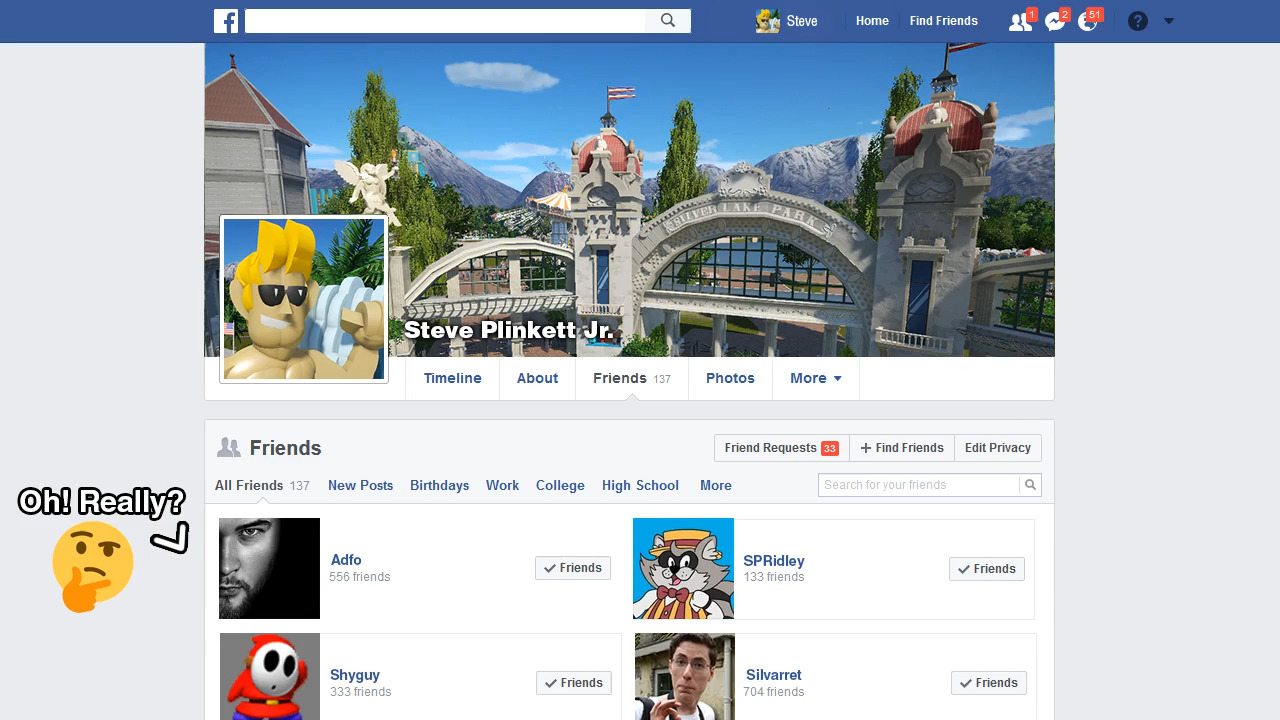 f
Steve
Home
Find Friends
1
2
51
?
SILVER LAKE PARK
Steve Plinkett Jr.
Timeline
About
Friends 137
Photos
More
Friends
Friend Requests 33
+ Find Friends
Edit Privacy
All Friends 137
New Posts
Birthdays
Work
College
High School
More
Search for your friends
Oh! Really?
Adfo
556 friends
Friends
SPRidley
133 friends
Friends
Shyguy
333 friends
Friends
Silvarret
704 friends
Friends